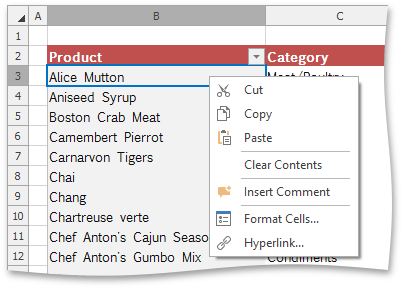 A B C
1
2 Product Category
3 Alice Mutton Meat/Poultry
4 Aniseed Syrup
5 Boston Crab Meat
6 Camembert Pierrot
7 Carnarvon Tigers
8 Chai
9 Chang
10 Chartreuse verte
11 Chef Anton's Cajun Seaso
12 Chef Anton's Gumbo Mix Condiments
Cut
Copy
Paste
Clear Contents
Insert Comment
Format Cells...
Hyperlink...